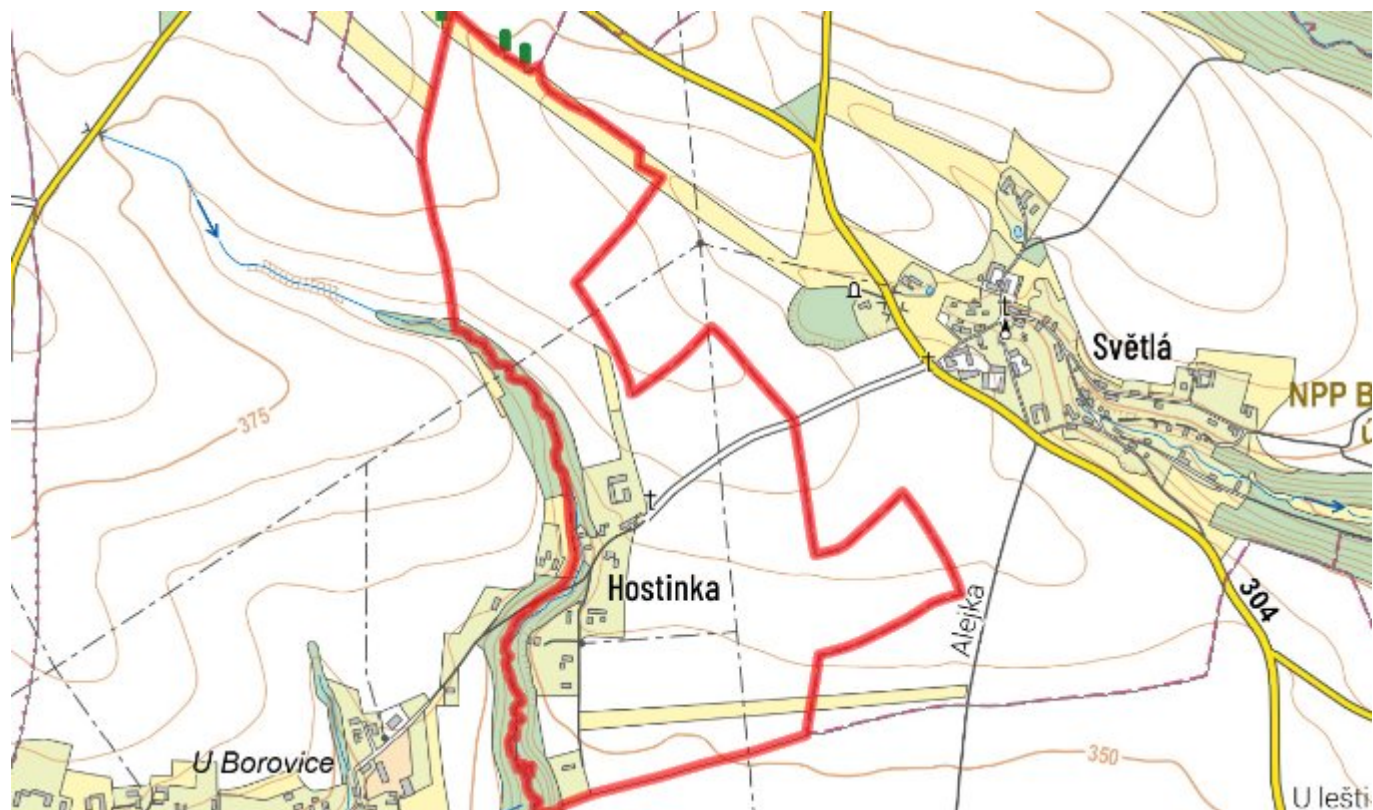 375
Světlá
NPP B
Hostinka
304
Alejka
U Borovice
350
U lešti